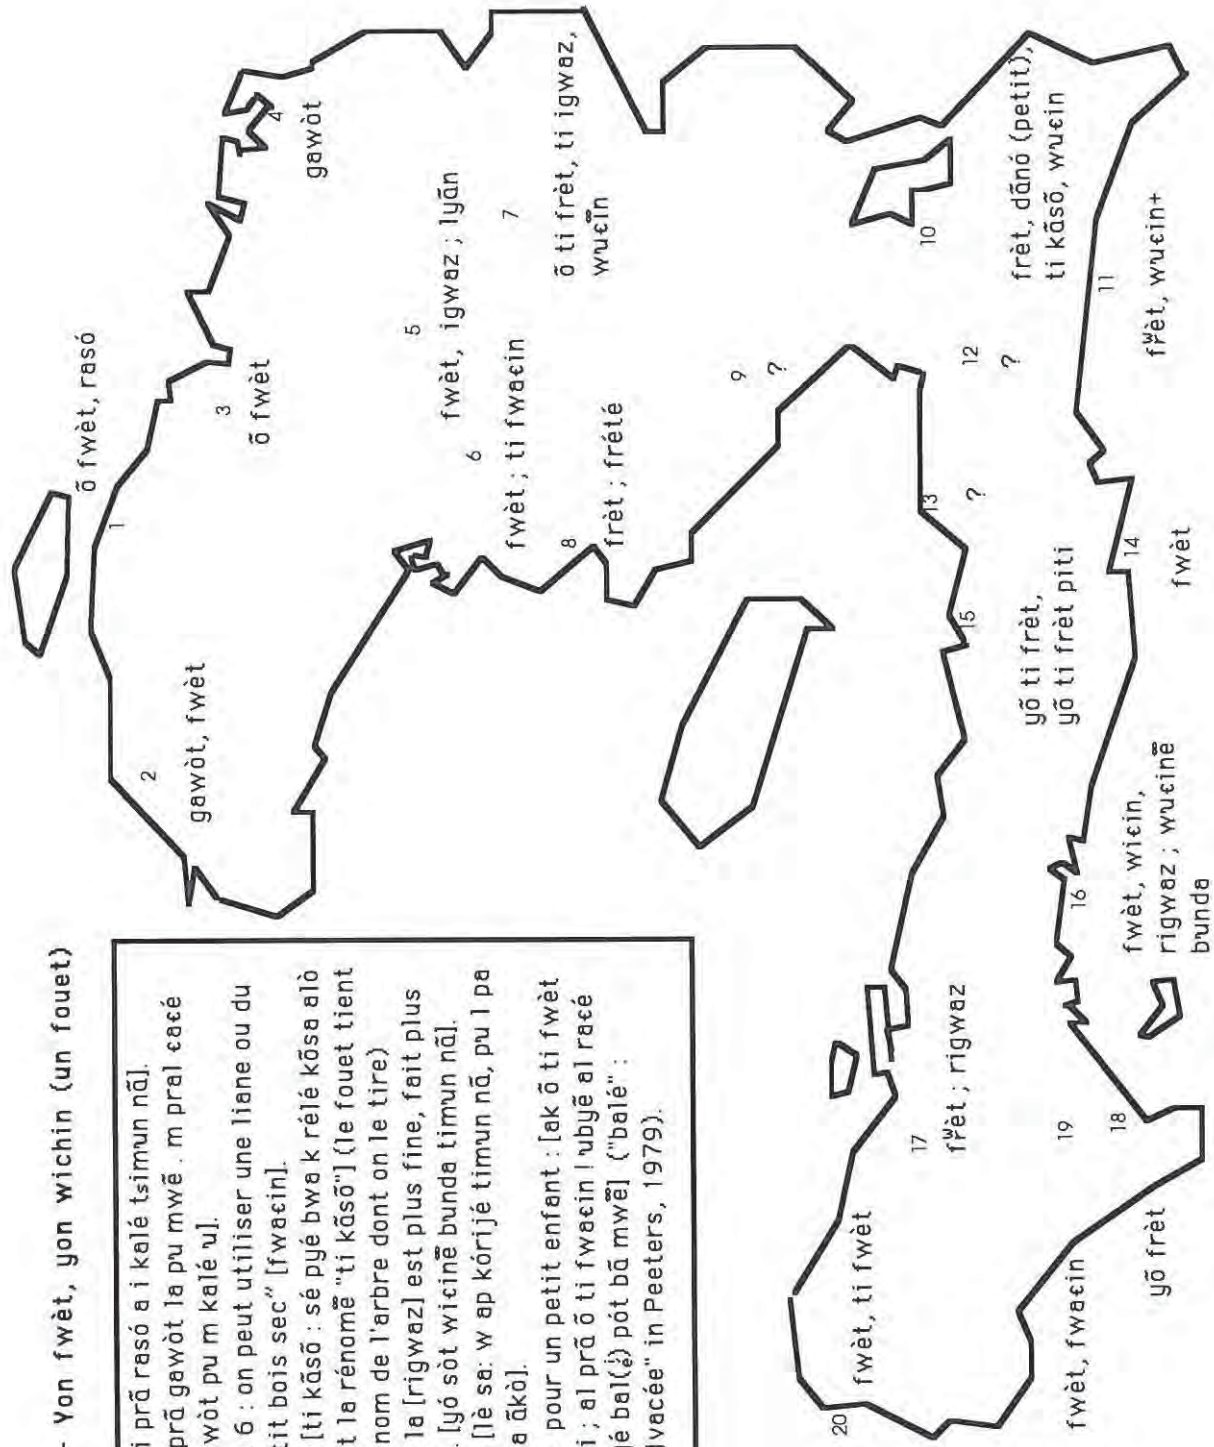 - Yon fwèt, yon wichin (un fouet)
i prã rasó a i kalé tsimun nã].
prã gawòt la pu mwẽ . m pral ɛaɛé
wòt pu m kalé u].
6 : on peut utiliser une liane ou du
tit bois sec" [fwaɛin].
[ti kãsõ : sé pyé bwa k rélé kõsa alò
t la rénomẽ "ti kãsõ"] (le fouet tient
nom de l'arbre dont on le tire)
la [rigwaz] est plus fine, fait plus
. [yó sòt wiɛinẽ bunda timun nã].
[lè sa: w ap kórijé timun nã, pu l pa
a ãkò].
pour un petit enfant : [ak õ ti fwèt
i ; al prã õ ti fwaɛin ! ubyẽ al raɛé
jé bal(é) pót bã mwẽ] ("balé" :
lvacée" in Peeters, 1979).
1
õ fwèt, rasó
2
gawòt, fwèt
3
õ fwèt
4
gawòt
5
fwèt, igwaz ; lyãn
6
fwèt ; ti fwaɛin
7
õ ti frèt, ti igwaz,
wuɛĩn
8
frèt ; frété
9
?
10
frèt, dãnó (petit),
ti kãsõ, wuɛin
11
fʷrèt, wuɛin+
12
?
13
?
14
fwèt
15
yõ ti frèt,
yõ ti frèt piti
16
fwèt, wiɛin,
rigwaz ; wuɛinẽ
bunda
17
fʷrèt ; rigwaz
18
yõ frèt
19
fwèt, fwaɛin
20
fwèt, ti fwèt